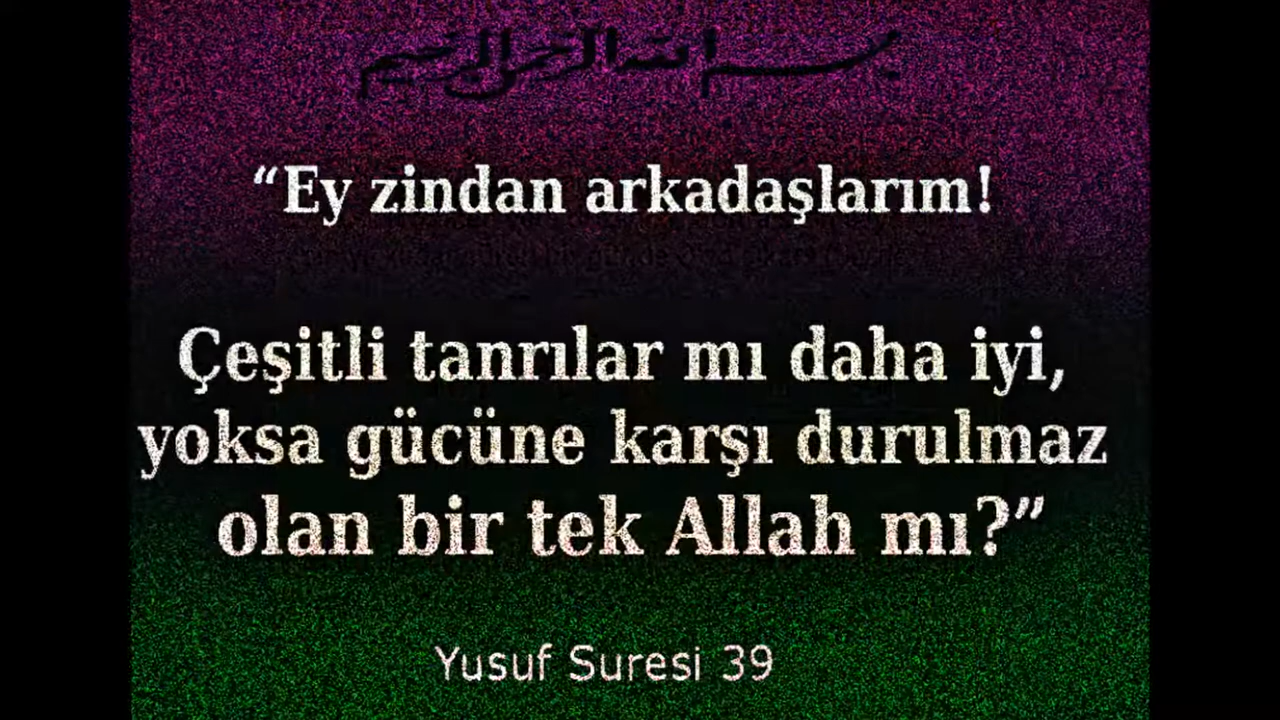 بسم الله الرحمن الرحيم
“Ey zindan arkadaşlarım!
Çeşitli tanrılar mı daha iyi,
yoksa gücüne karşı durulmaz
olan bir tek Allah mı?”
Yusuf Suresi 39